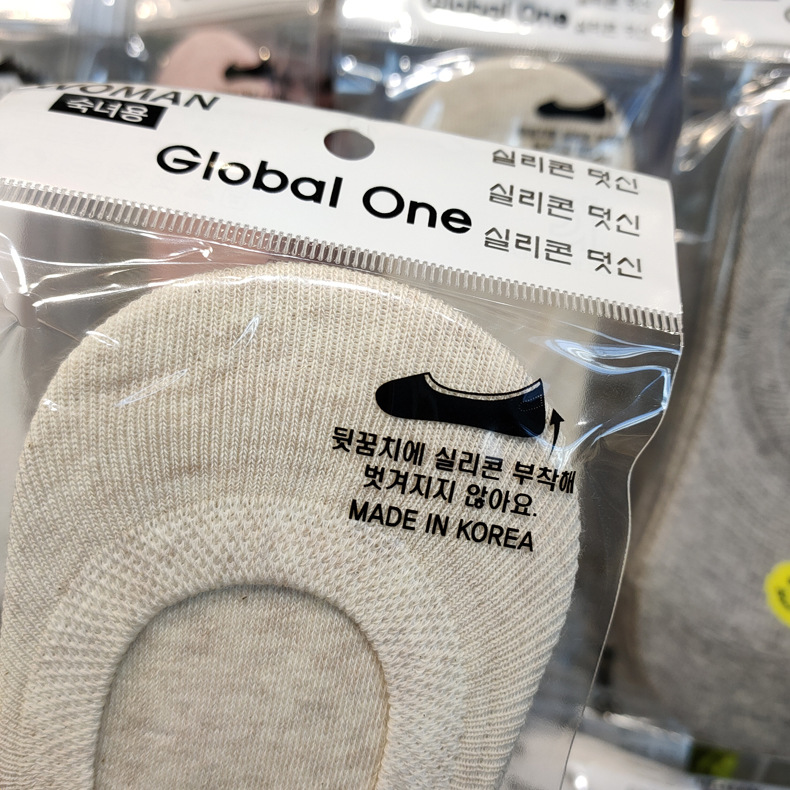 WOMAN
숙녀용
Global One
실리콘 덧신
실리콘 덧신
실리콘 덧신
뒷꿈치에 실리콘 부착해
벗겨지지 않아요.
MADE IN KOREA
Global One